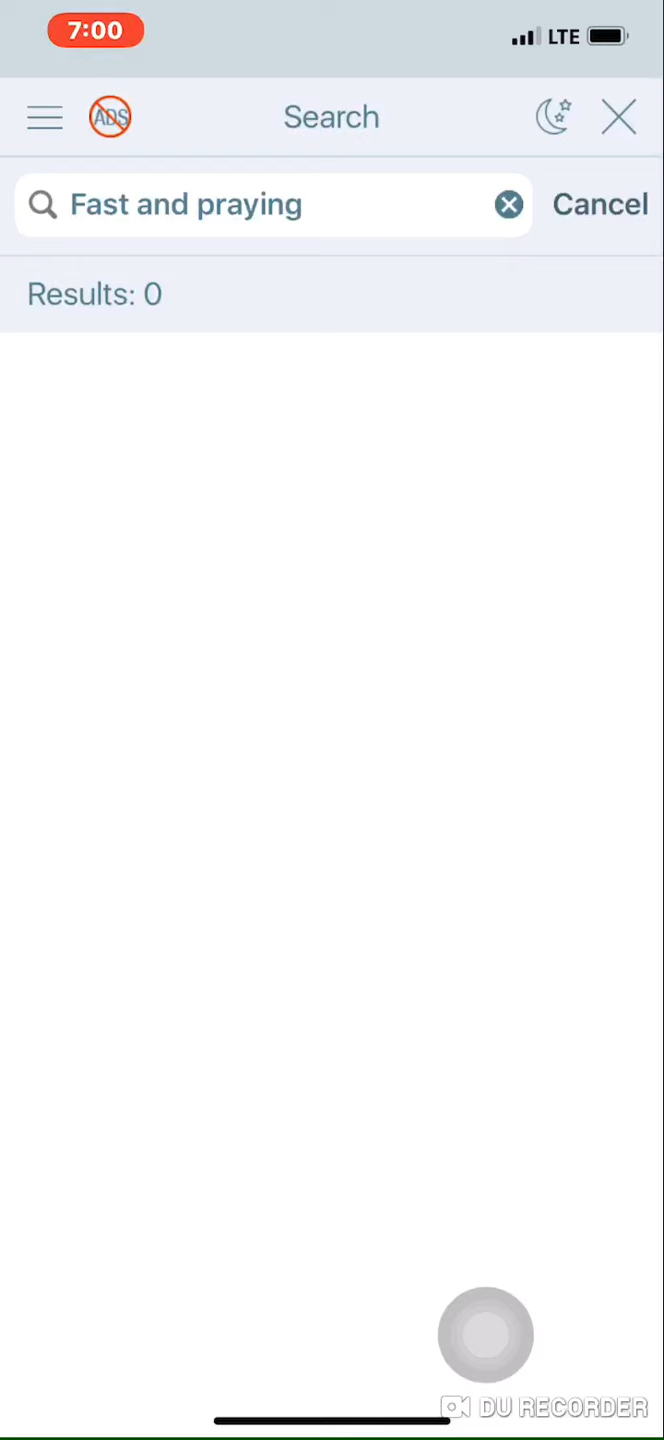 7:00
LTE
ADS
Search
Fast and praying
Cancel
Results: 0
DU RECORDER